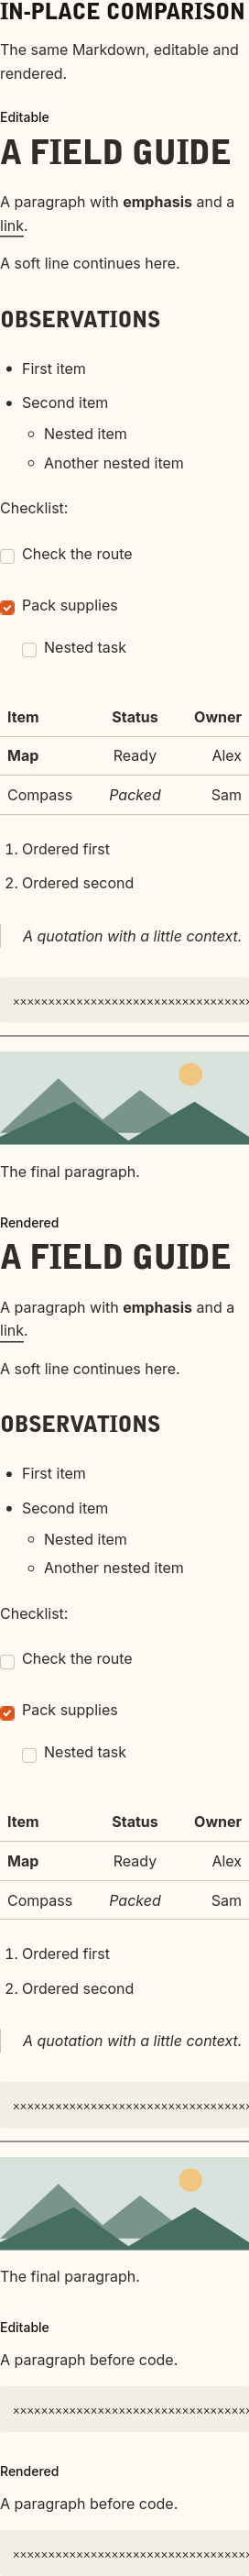 IN-PLACE COMPARISON
The same Markdown, editable and
rendered.
Editable
A FIELD GUIDE
A paragraph with emphasis and a
link.
A soft line continues here.
OBSERVATIONS
• First item
• Second item
◦ Nested item
◦ Another nested item
Checklist:
Check the route
Pack supplies
Nested task
Item Status Owner
Map Ready Alex
Compass Packed Sam
1. Ordered first
2. Ordered second
A quotation with a little context.
xxxxxxxxxxxxxxxxxxxxxxxxxxxxxxxxxx
The final paragraph.
Rendered
A FIELD GUIDE
A paragraph with emphasis and a
link.
A soft line continues here.
OBSERVATIONS
• First item
• Second item
◦ Nested item
◦ Another nested item
Checklist:
Check the route
Pack supplies
Nested task
Item Status Owner
Map Ready Alex
Compass Packed Sam
1. Ordered first
2. Ordered second
A quotation with a little context.
xxxxxxxxxxxxxxxxxxxxxxxxxxxxxxxxxx
The final paragraph.
Editable
A paragraph before code.
xxxxxxxxxxxxxxxxxxxxxxxxxxxxxxxxxx
Rendered
A paragraph before code.
xxxxxxxxxxxxxxxxxxxxxxxxxxxxxxxxxx